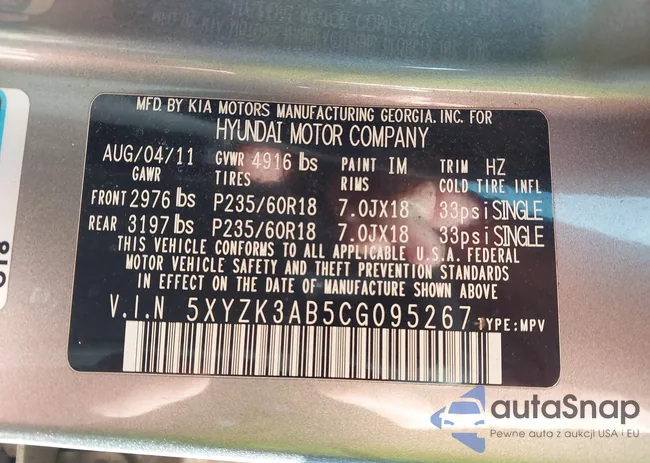 MFD. BY KIA MOTORS MANUFACTURING GEORGIA, INC. FOR
HYUNDAI MOTOR COMPANY
AUG/04/11 GVWR 4916 lbs PAINT IM TRIM HZ
GAWR TIRES RIMS COLD TIRE INFL
FRONT 2976 lbs P235/60R18 7.0JX18 33psi SINGLE
REAR 3197 lbs P235/60R18 7.0JX18 33psi SINGLE
THIS VEHICLE CONFORMS TO ALL APPLICABLE U.S.A. FEDERAL
MOTOR VEHICLE SAFETY AND THEFT PREVENTION STANDARDS
IN EFFECT ON THE DATE OF MANUFACTURE SHOWN ABOVE
V.I.N 5XYZK3AB5CG095267 TYPE: MPV
autaSnap
Pewne auta z aukcji USA i EU